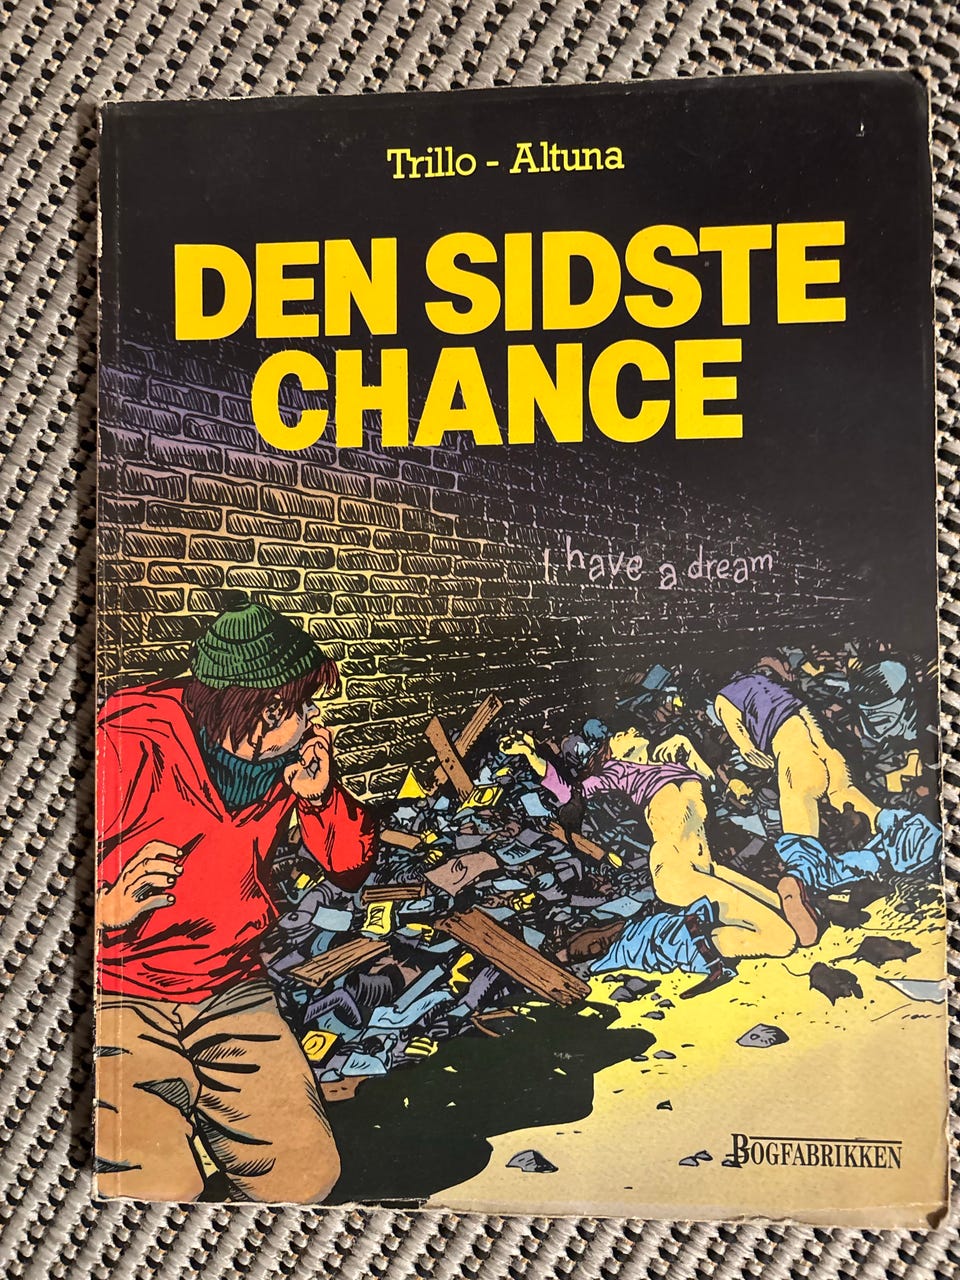 Trillo - Altuna
DEN SIDSTE
CHANCE
I have a dream
BOGFABRIKKEN